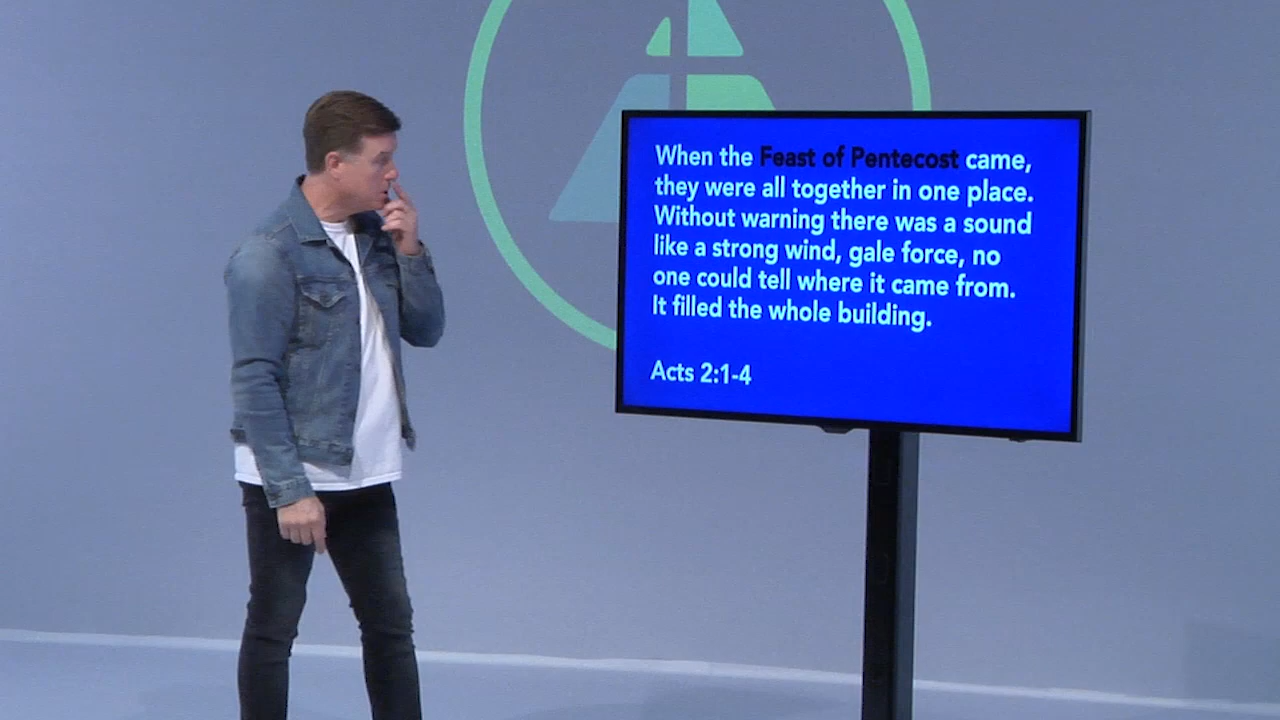 When the Feast of Pentecost came,
they were all together in one place.
Without warning there was a sound
like a strong wind, gale force, no
one could tell where it came from.
It filled the whole building.
Acts 2:1-4